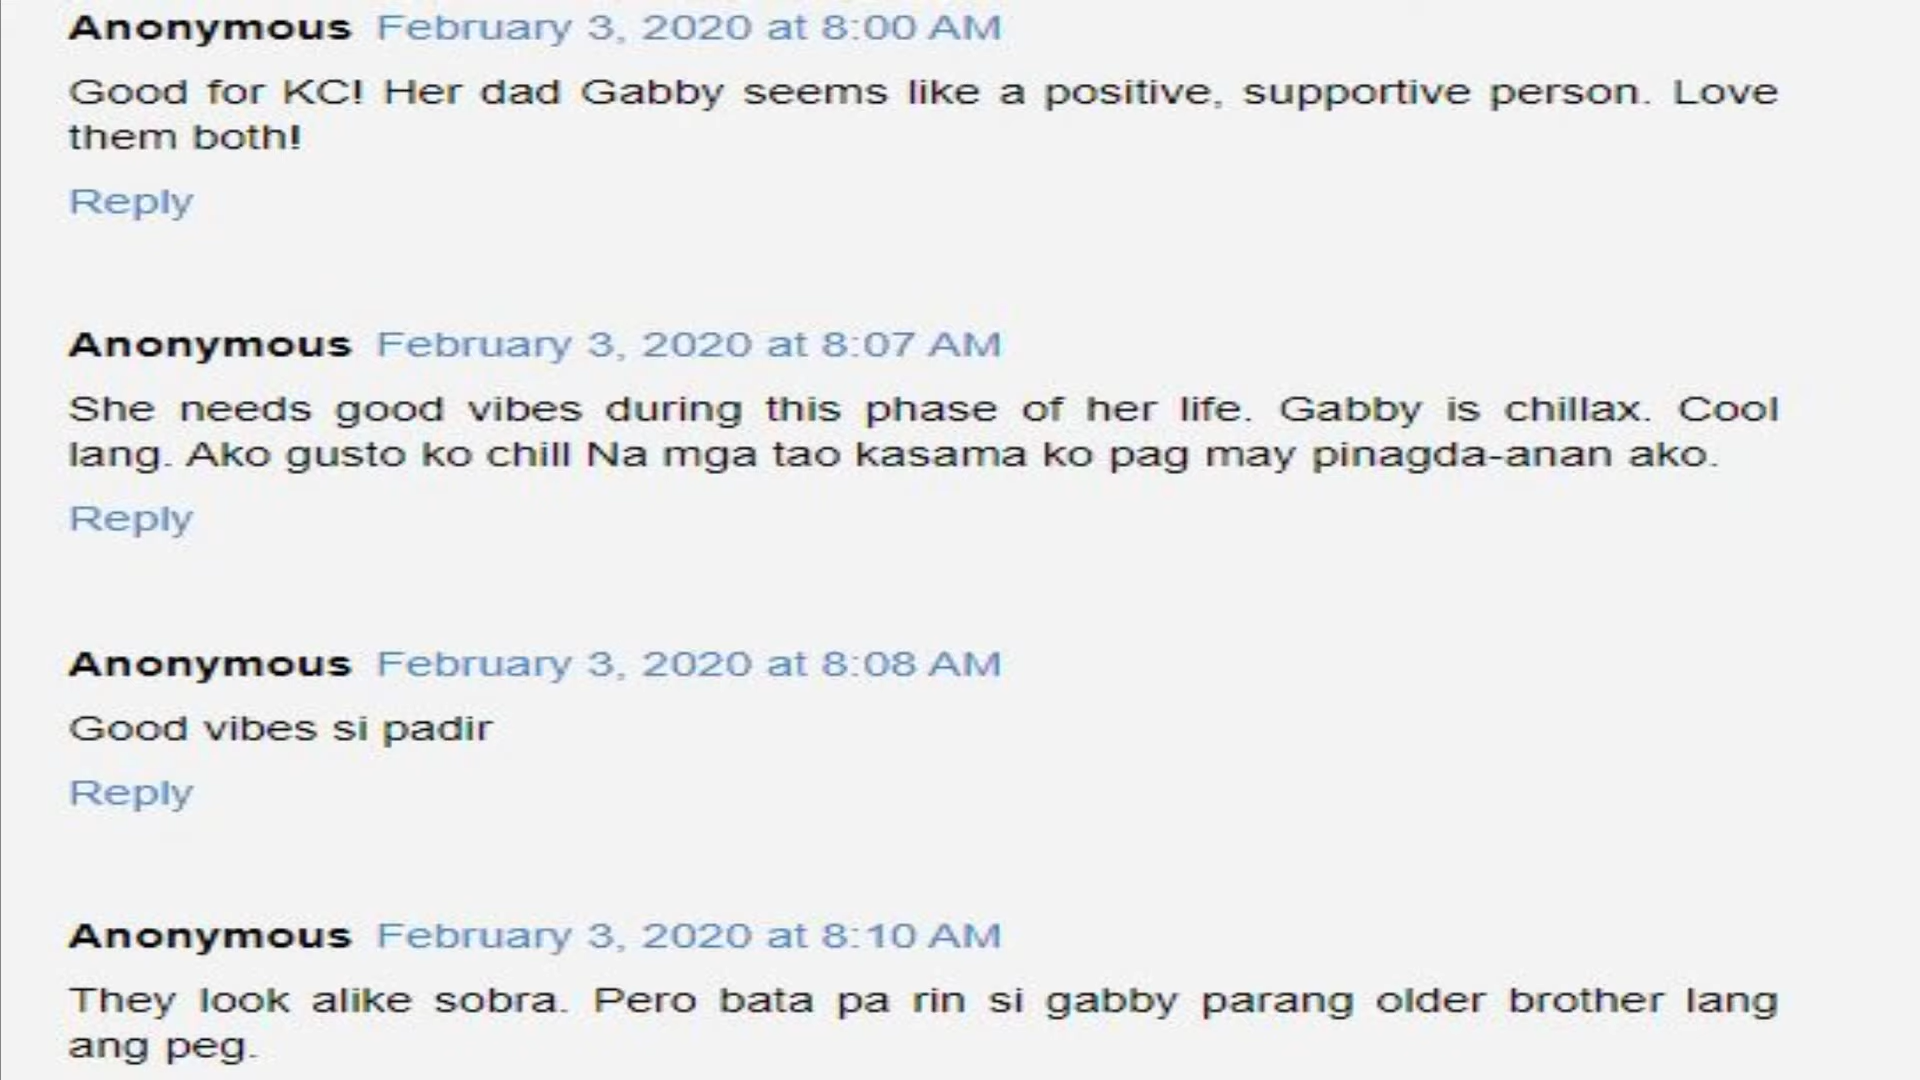 Anonymous February 3, 2020 at 8:00 AM
Good for KC! Her dad Gabby seems like a positive, supportive person. Love
them both!
Reply
Anonymous February 3, 2020 at 8:07 AM
She needs good vibes during this phase of her life. Gabby is chillax. Cool
lang. Ako gusto ko chill Na mga tao kasama ko pag may pinagda-anan ako.
Reply
Anonymous February 3, 2020 at 8:08 AM
Good vibes si padir
Reply
Anonymous February 3, 2020 at 8:10 AM
They look alike sobra. Pero bata pa rin si gabby parang older brother lang
ang peg.